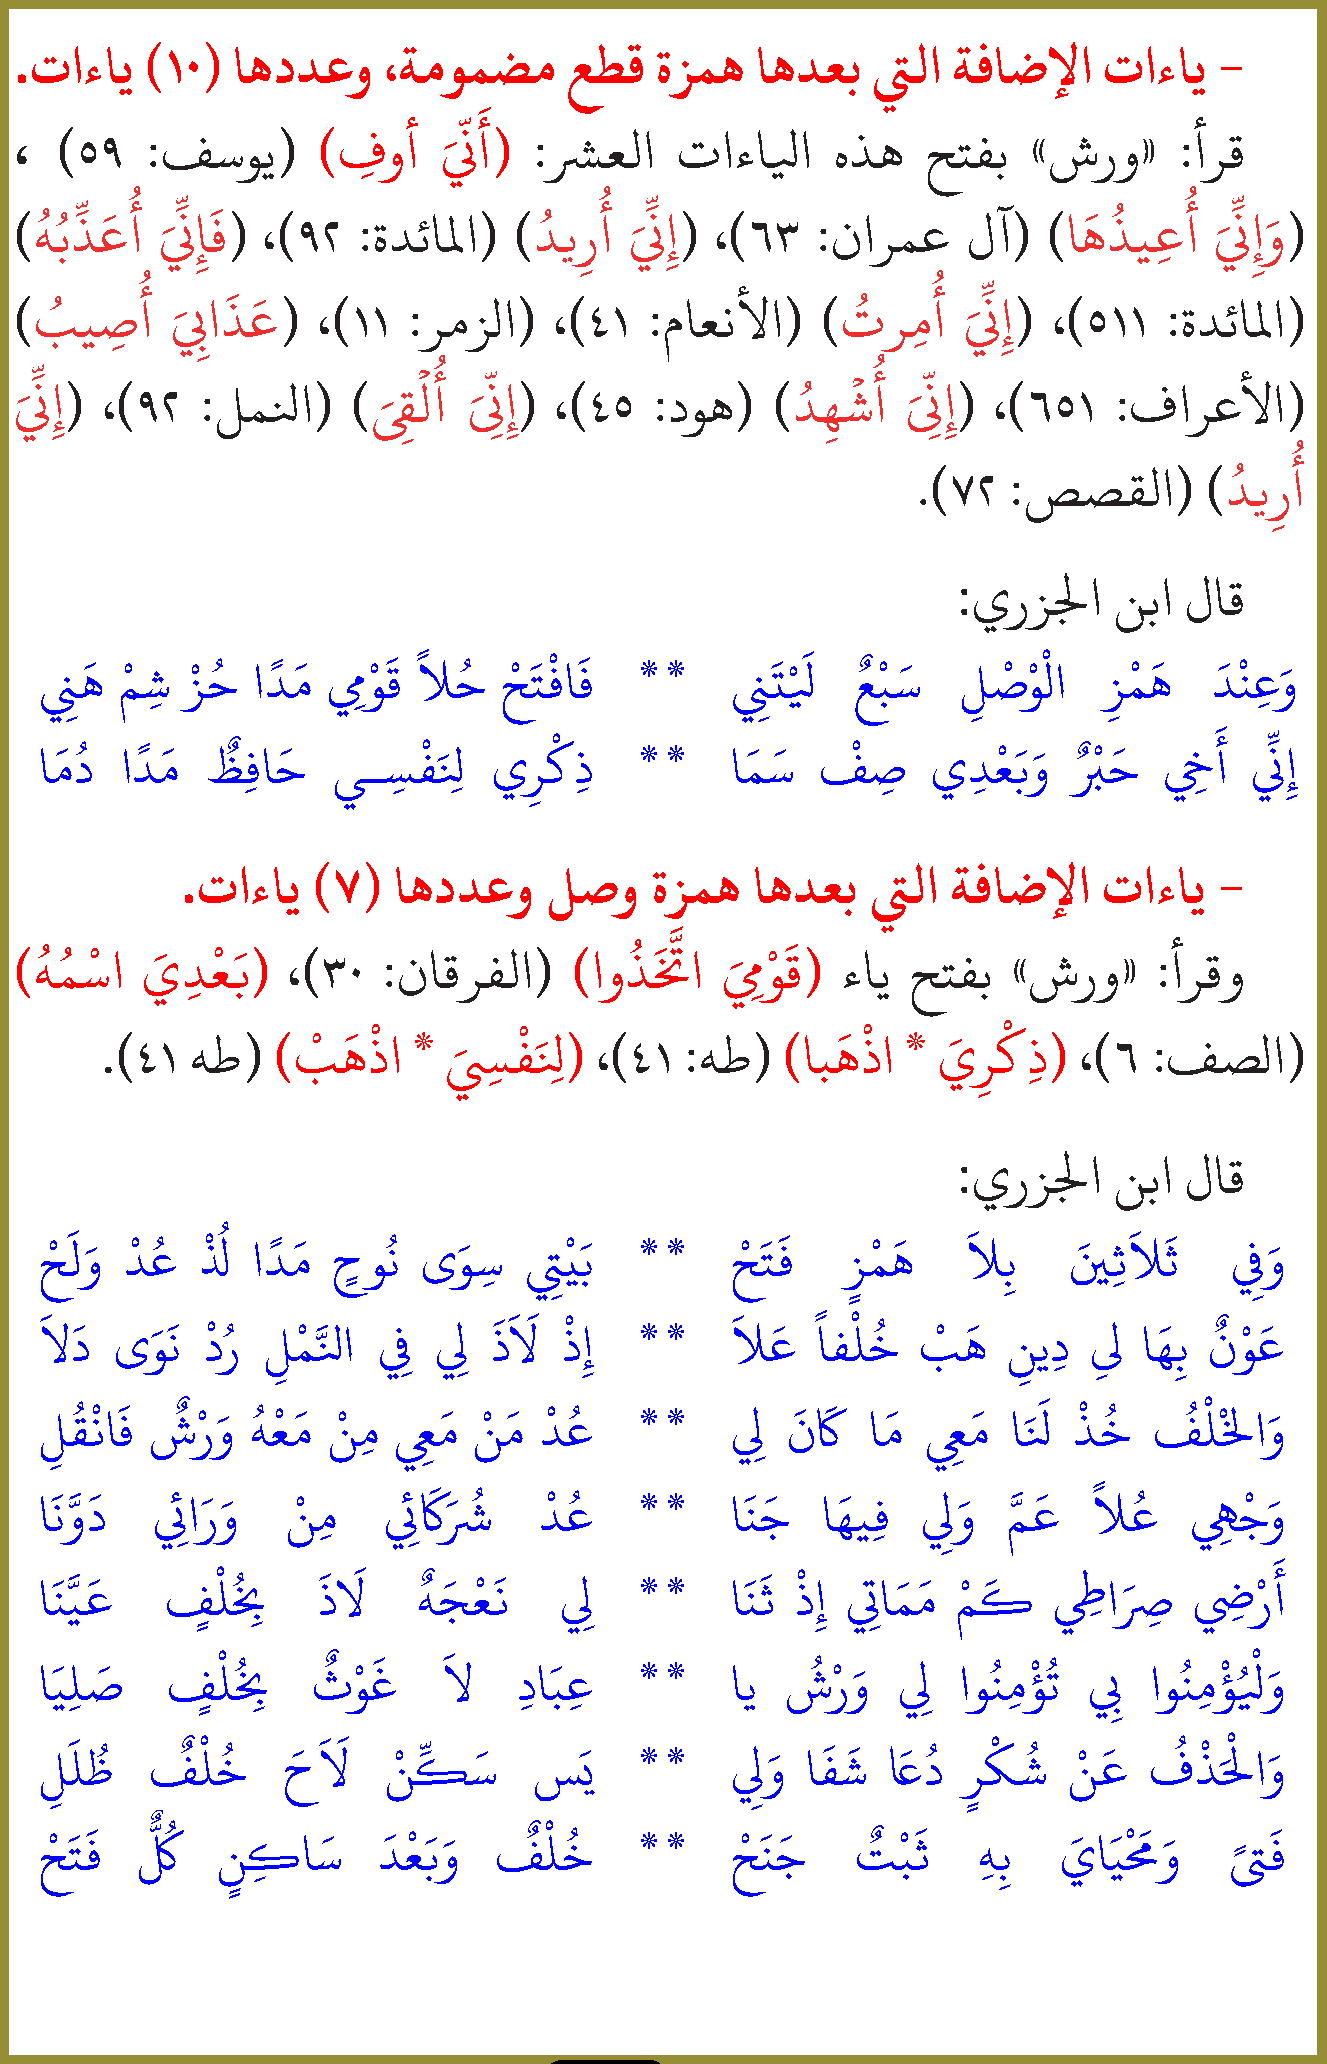 - ياءات الإضافة التي بعدها همزة قطع مضمومة، وعددها (١٠) ياءات.
قرأ: «ورش» بفتح هذه الياءات العشر: (أَنِّيَ أُوفِ) (يوسف: ٥٩) ،
(وَإِنِّيَ أُعِيذُهَا) (آل عمران: ٦٣)، (إِنِّيَ أُرِيدُ) (المائدة: ٩٢)، (فَإِنِّيَ أُعَذِّبُهُ)
(المائدة: ٥١١)، (إِنِّيَ أُمِرتُ) (الأنعام: ٤١)، (الزمر: ١١)، (عَذَابِيَ أُصِيبُ)
(الأعراف: ٦٥١)، (إِنِّىَ أُشْهِدُ) (هود: ٤٥)، (إِنِّىَ أُلْقِىَ) (النمل: ٩٢)، (إِنِّيَ
أُرِيدُ) (القصص: ٧٢).
قال ابن الجزري:
وَعِنْدَ هَمْزِ الْوَصْلِ سَبْعٌ لَيْتَنِي ** فَافْتَحْ حُلاً قَوْمِي مَدًا حُزْ شِمْ هَنِي
إِنِّي أَخِي حَبْرٌ وَبَعْدِي صِفْ سَمَا ** ذِكْرِي لِنَفْسِي حَافِظٌ مَدًا دُمَا
- ياءات الإضافة التي بعدها همزة وصل وعددها (٧) ياءات.
وقرأ: «ورش» بفتح ياء (قَوْمِيَ اتَّخَذُوا) (الفرقان: ٣٠)، (بَعْدِيَ اسْمُهُ)
(الصف: ٦)، (ذِكْرِيَ * اذْهَبا) (طه: ٤١)، (لِنَفْسِيَ * اذْهَبْ) (طه ٤١).
قال ابن الجزري:
وَفِي ثَلاَثِينَ بِلاَ هَمْزٍ فَتَحْ ** بَيْتِي سِوَى نُوحٍ مَدًا لُذْ عُدْ وَلَحْ
عَوْنٌ بِهَا لىِ دِينِ هَبْ خُلْفاً عَلاَ ** إِذْ لَاَذَ لِي فِي النَّمْلِ رُدْ نَوَى دَلاَ
وَالْخُلْفُ خُذْ لَنَا مَعِي مَا كَانَ لِي ** عُدْ مَنْ مَعِي مِنْ مَعْهُ وَرْشٌ فَانْقُلِ
وَجْهِي عُلاً عَمَّ وَلِي فِيهَا جَنَا ** عُدْ شُرَكَائِي مِنْ وَرَائِي دَوَّنَا
أَرْضِي صِرَاطِي كَمْ مَمَاتِي إِذْ ثَنَا ** لِي نَعْجَهٌ لَاذَ بِخُلْفٍ عَيَّنَا
وَلْيُؤْمِنُوا بِي تُؤْمِنُوا لِي وَرْشُ يا ** عِبَادِ لاَ غَوْثٌ بِخُلْفٍ صَلِيَا
وَالْحَذْفُ عَنْ شُكْرٍ دُعَا شَفَا وَلِي ** يَس سَكِّنْ لَاَحَ خُلْفٌ ظُلَلِ
فَتىً وَمَحْيَايَ بِهِ ثَبْتٌ جَنَحْ ** خُلْفٌ وَبَعْدَ سَاكِنٍ كُلٌّ فَتَحْ